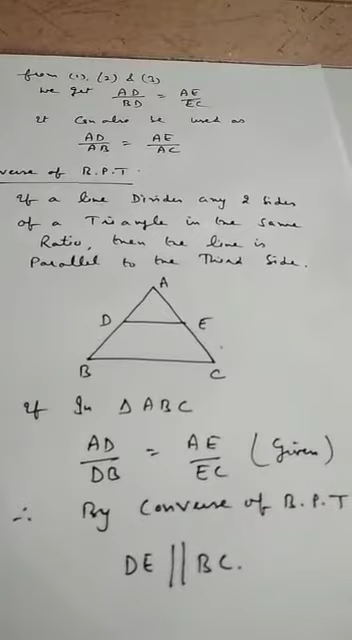 from (1), (2) & (3)
we get AD/BD = AE/EC
It can also be used as
AD/AB = AE/AC
verse of B.P.T
If a line Divides any 2 sides
of a Triangle in the same
Ratio, then the line is
Parallel to the Third Side.
A
D E
B C
If In Δ ABC
AD/DB = AE/EC (Given)
∴ By Converse of B.P.T
DE || BC.